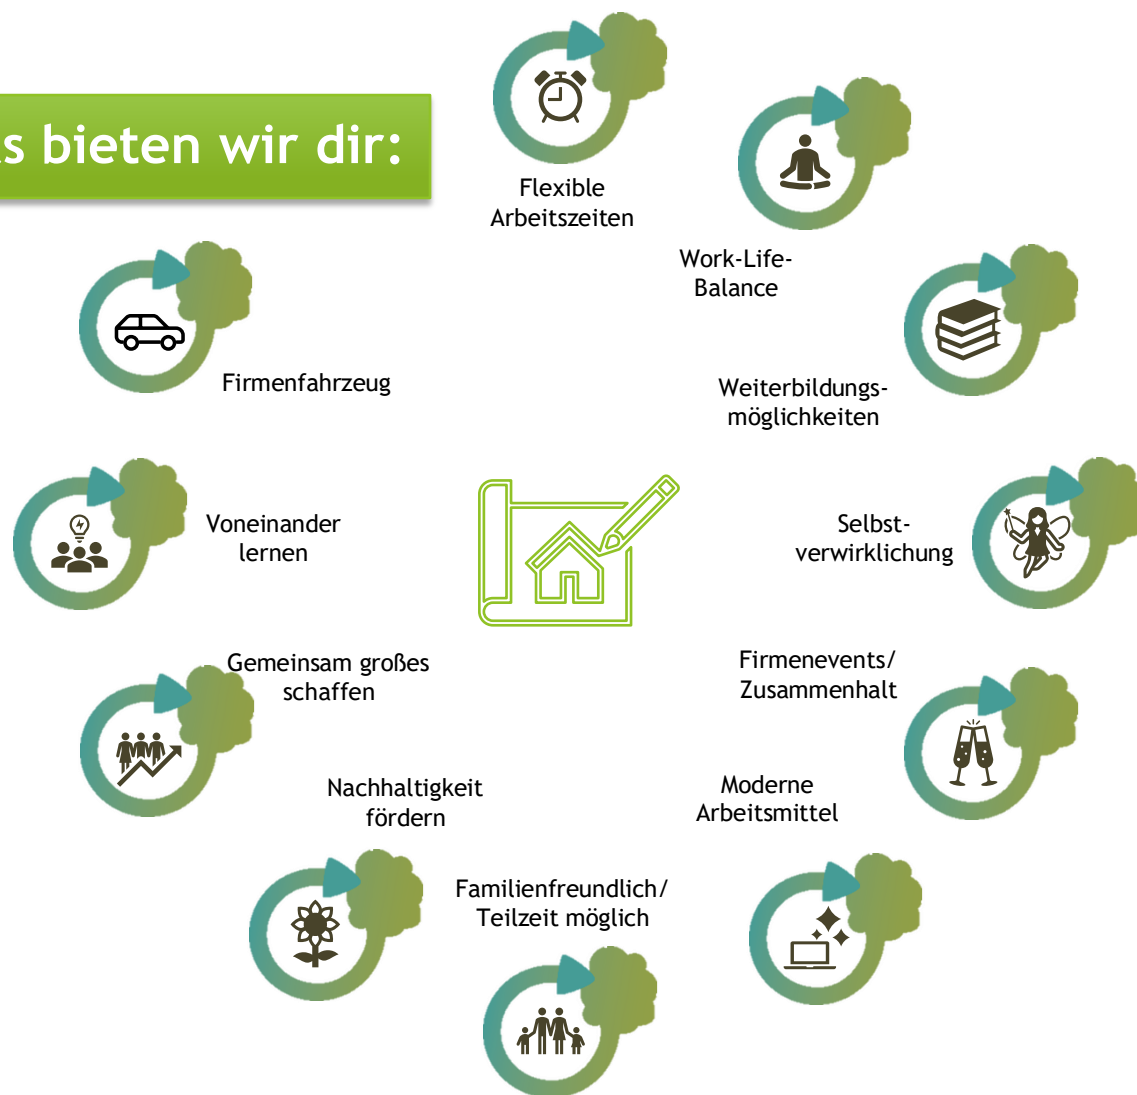 bieten wir dir:
Flexible
Arbeitszeiten
Work-Life-
Balance
Weiterbildungs-
möglichkeiten
Selbst-
verwirklichung
Firmenevents/
Zusammenhalt
Moderne
Arbeitsmittel
Familienfreundlich/
Teilzeit möglich
Nachhaltigkeit
fördern
Gemeinsam großes
schaffen
Voneinander
lernen
Firmenfahrzeug